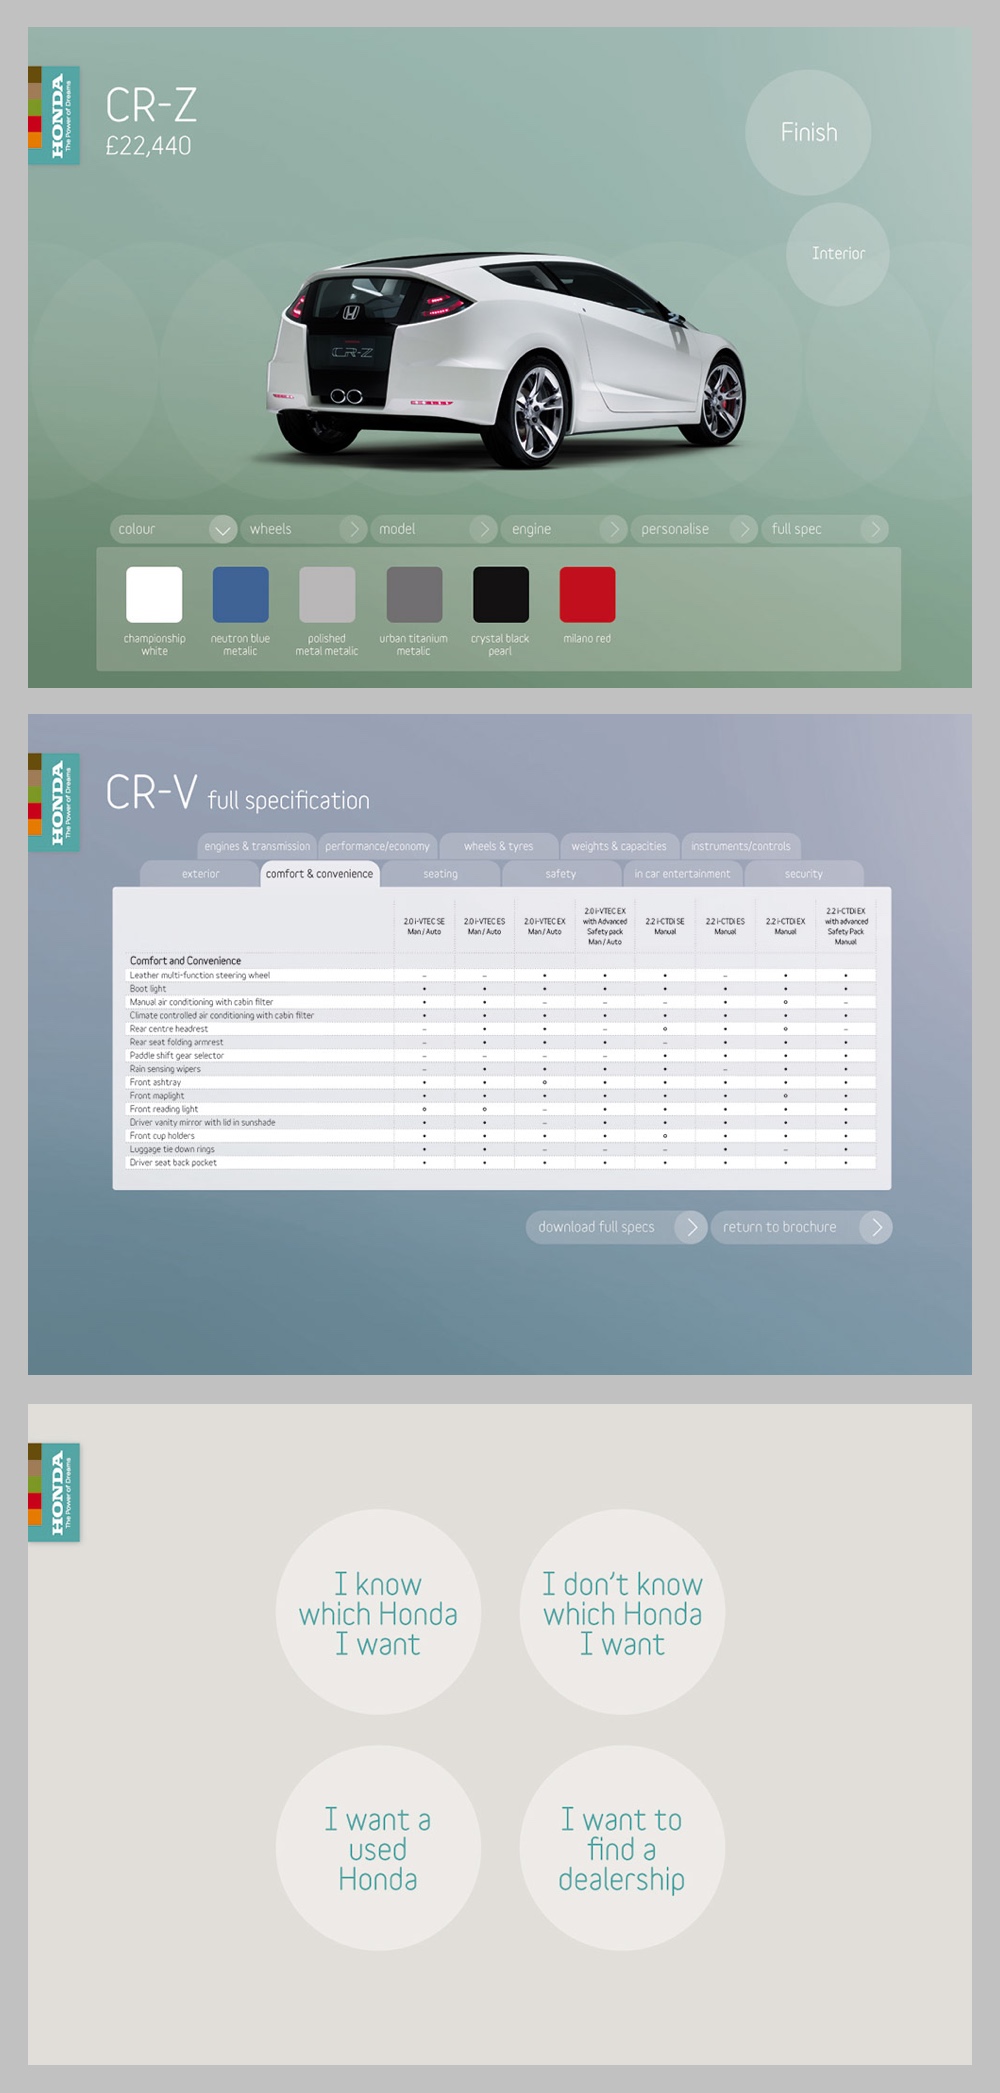 HONDA
The Power of Dreams
CR-Z
£22,440
Finish
Interior
CR-Z
colour
wheels
model
engine
personalise
full spec
championship
white
neutron blue
metalic
polished
metal metalic
urban titanium
metalic
crystal black
pearl
milano red
HONDA
The Power of Dreams
CR-V full specification
engines & transmission
performance/economy
wheels & tyres
weights & capacities
instruments/controls
exterior
comfort & convenience
seating
safety
in car entertainment
security
2.0 i-VTEC SE
Man / Auto
2.0 i-VTEC ES
Man / Auto
2.0 i-VTEC EX
Man / Auto
2.0 i-VTEC EX
with Advanced
Safety pack
Man / Auto
2.2 i-CTDi SE
Manual
2.2 i-CTDi ES
Manual
2.2 i-CTDi EX
Manual
2.2 i-CTDi EX
with advanced
Safety Pack
Manual
Comfort and Convenience
Leather multi-function steering wheel
Boot light
Manual air conditioning with cabin filter
Climate controlled air conditioning with cabin filter
Rear centre headrest
Rear seat folding armrest
Paddle shift gear selector
Rain sensing wipers
Front ashtray
Front maplight
Front reading light
Driver vanity mirror with lid in sunshade
Front cup holders
Luggage tie down rings
Driver seat back pocket
download full specs
return to brochure
HONDA
The Power of Dreams
I know
which Honda
I want
I don't know
which Honda
I want
I want a
used
Honda
I want to
find a
dealership